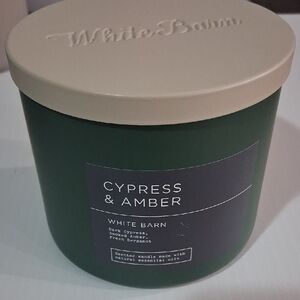 White Barn
CYPRESS
& AMBER
WHITE BARN
Dark Cypress,
Smoked Amber,
Fresh Bergamot
Scented candle made with
natural essential oils.